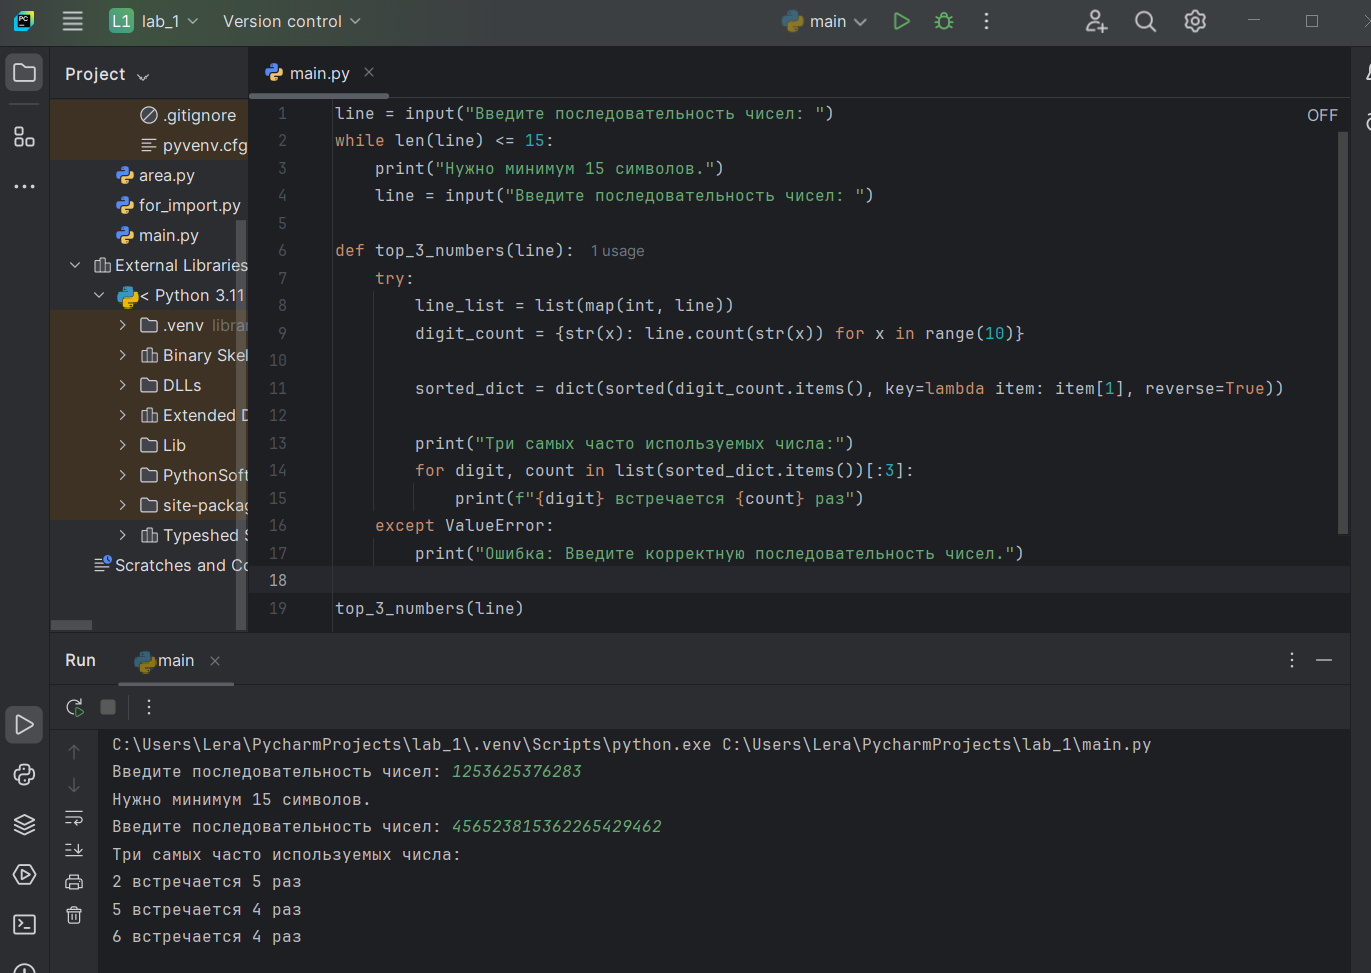 L1 lab_1 Version control main
Project
main.py
.gitignore
pyvenv.cfg
area.py
for_import.py
main.py
External Libraries
< Python 3.11
.venv librar
Binary Skel
DLLs
Extended D
Lib
PythonSoft
site-packag
Typeshed S
Scratches and Co
OFF
1 line = input("Введите последовательность чисел: ")
2 while len(line) <= 15:
3     print("Нужно минимум 15 символов.")
4     line = input("Введите последовательность чисел: ")
5
6 def top_3_numbers(line): 1 usage
7     try:
8         line_list = list(map(int, line))
9         digit_count = {str(x): line.count(str(x)) for x in range(10)}
10
11         sorted_dict = dict(sorted(digit_count.items(), key=lambda item: item[1], reverse=True))
12
13         print("Три самых часто используемых числа:")
14         for digit, count in list(sorted_dict.items())[:3]:
15             print(f"{digit} встречается {count} раз")
16     except ValueError:
17         print("Ошибка: Введите корректную последовательность чисел.")
18
19 top_3_numbers(line)
Run main
C:\Users\Lera\PycharmProjects\lab_1\.venv\Scripts\python.exe C:\Users\Lera\PycharmProjects\lab_1\main.py
Введите последовательность чисел: 1253625376283
Нужно минимум 15 символов.
Введите последовательность чисел: 456523815362265429462
Три самых часто используемых числа:
2 встречается 5 раз
5 встречается 4 раз
6 встречается 4 раз